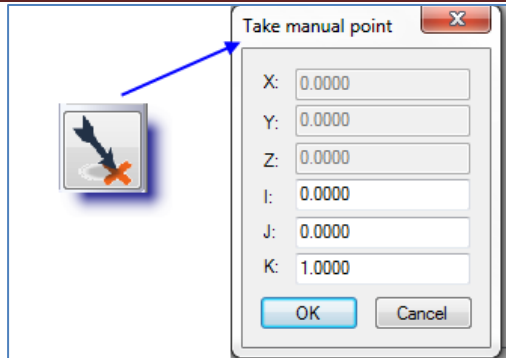 Take manual point
X: 0.0000
Y: 0.0000
Z: 0.0000
I: 0.0000
J: 0.0000
K: 1.0000
OK Cancel